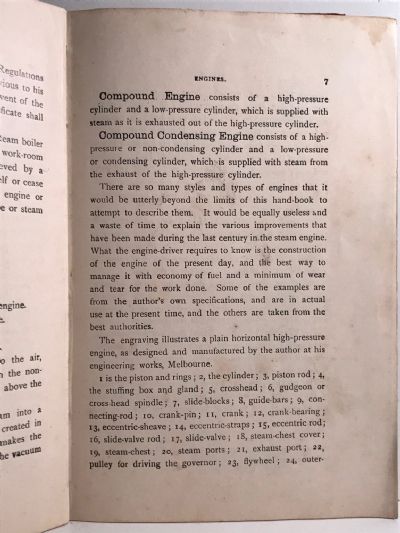 Regulations
vious to his
vent of the
ficate shall
team boiler
work-room
eved by a
lf or cease
engine or
e or steam
engine.
e.
o the air,
n the non-
above the
am into a
created in
makes the
he vacuum
ENGINES. 7
Compound Engine consists of a high-pressure
cylinder and a low-pressure cylinder, which is supplied with
steam as it is exhausted out of the high-pressure cylinder.
Compound Condensing Engine consists of a high-
pressure or non-condensing cylinder and a low-pressure
or condensing cylinder, which is supplied with steam from
the exhaust of the high-pressure cylinder.
There are so many styles and types of engines that it
would be utterly beyond the limits of this hand-book to
attempt to describe them. It would be equally useless and
a waste of time to explain the various improvements that
have been made during the last century in the steam engine.
What the engine-driver requires to know is the construction
of the engine of the present day, and the best way to
manage it with economy of fuel and a minimum of wear
and tear for the work done. Some of the examples are
from the author's own specifications, and are in actual
use at the present time, and the others are taken from the
best authorities.
The engraving illustrates a plain horizontal high-pressure
engine, as designed and manufactured by the author at his
engineering works, Melbourne.
1 is the piston and rings; 2, the cylinder; 3, piston rod; 4,
the stuffing box and gland; 5, crosshead; 6, gudgeon or
cross-head spindle; 7, slide-blocks; 8, guide-bars; 9, con-
necting-rod; 10, crank-pin; 11, crank; 12, crank-bearing;
13, eccentric-sheave; 14, eccentric-straps; 15, eccentric rod;
16, slide-valve rod; 17, slide-valve; 18, steam-chest cover;
19, steam-chest; 20, steam ports; 21, exhaust port; 22,
pulley for driving the governor; 23, flywheel; 24, outer-